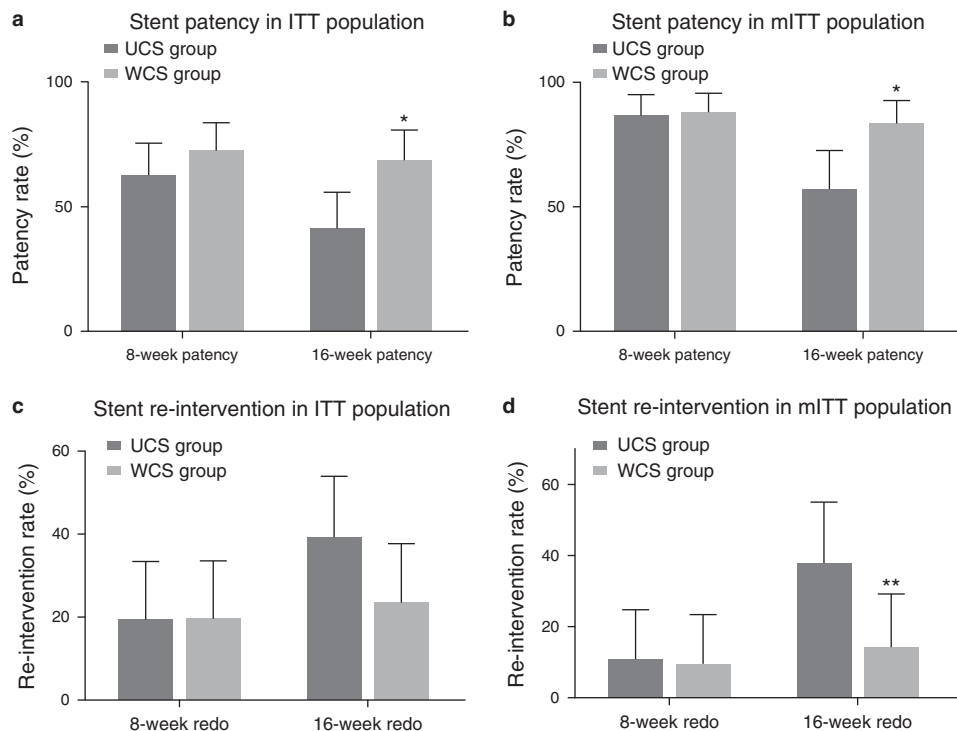 a
Stent patency in ITT population
UCS group
WCS group
Patency rate (%)
100
50
0
*
8-week patency
16-week patency
b
Stent patency in mITT population
UCS group
WCS group
Patency rate (%)
100
50
0
*
8-week patency
16-week patency
c
Stent re-intervention in ITT population
UCS group
WCS group
Re-intervention rate (%)
60
40
20
0
8-week redo
16-week redo
d
Stent re-intervention in mITT population
UCS group
WCS group
Re-intervention rate (%)
60
40
20
0
**
8-week redo
16-week redo